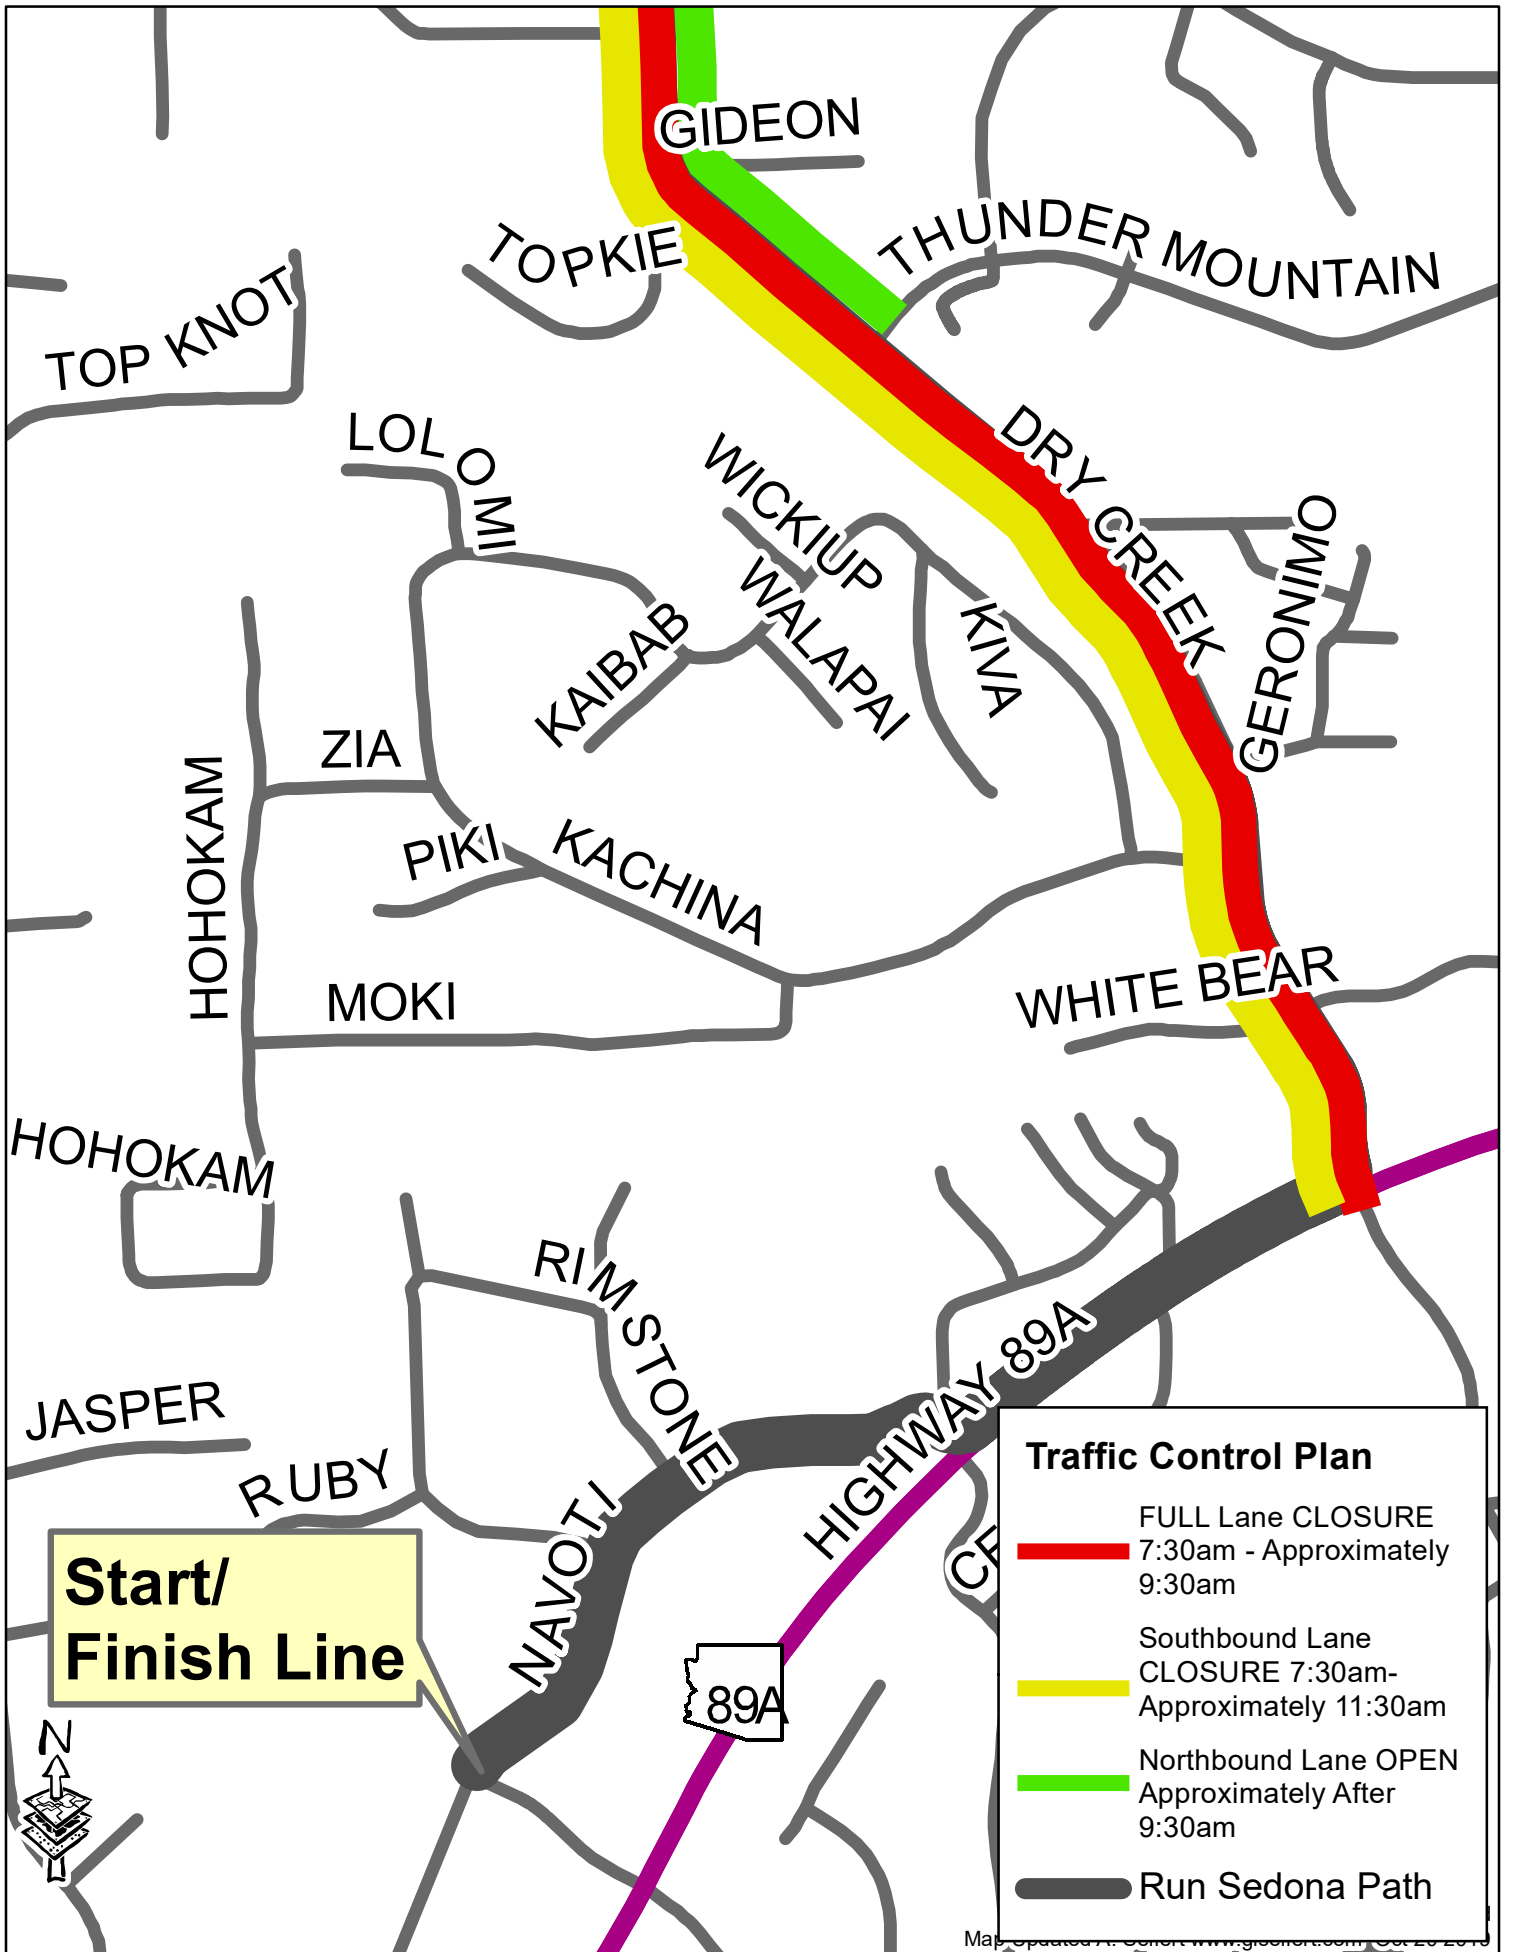 GIDEON
TOPKIE
THUNDER MOUNTAIN
TOP KNOT
LOLOMI
DRY CREEK
WICKIUP
WALAPAI
KIVA
GERONIMO
KAIBAB
ZIA
HOHOKAM
PIKI
KACHINA
WHITE BEAR
MOKI
HOHOKAM
RIMSTONE
HIGHWAY 89A
JASPER
RUBY
NAVOTI
Start/
Finish Line
89A
N
Traffic Control Plan
FULL Lane CLOSURE
7:30am - Approximately
9:30am
Southbound Lane
CLOSURE 7:30am-
Approximately 11:30am
Northbound Lane OPEN
Approximately After
9:30am
Run Sedona Path